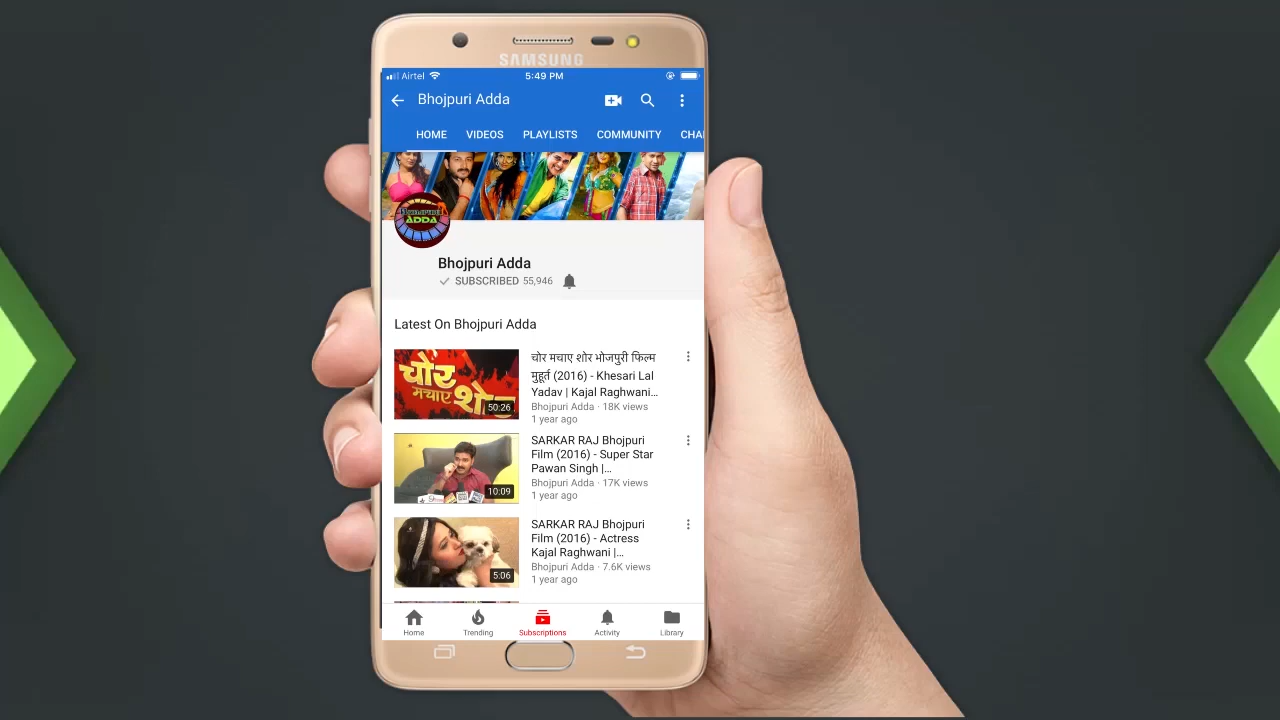 SAMSUNG
Airtel
5:49 PM
Bhojpuri Adda
HOME VIDEOS PLAYLISTS COMMUNITY CHA
BHOJPURI
ADDA
Bhojpuri Adda
SUBSCRIBED 55,946
Latest On Bhojpuri Adda
चोर
मचाए शोर
50:26
चोर मचाए शोर भोजपुरी फिल्म
मुहूर्त (2016) - Khesari Lal
Yadav | Kajal Raghwani...
Bhojpuri Adda · 18K views
1 year ago
10:09
SARKAR RAJ Bhojpuri
Film (2016) - Super Star
Pawan Singh |...
Bhojpuri Adda · 17K views
1 year ago
5:06
SARKAR RAJ Bhojpuri
Film (2016) - Actress
Kajal Raghwani |...
Bhojpuri Adda · 7.6K views
1 year ago
Home Trending Subscriptions Activity Library